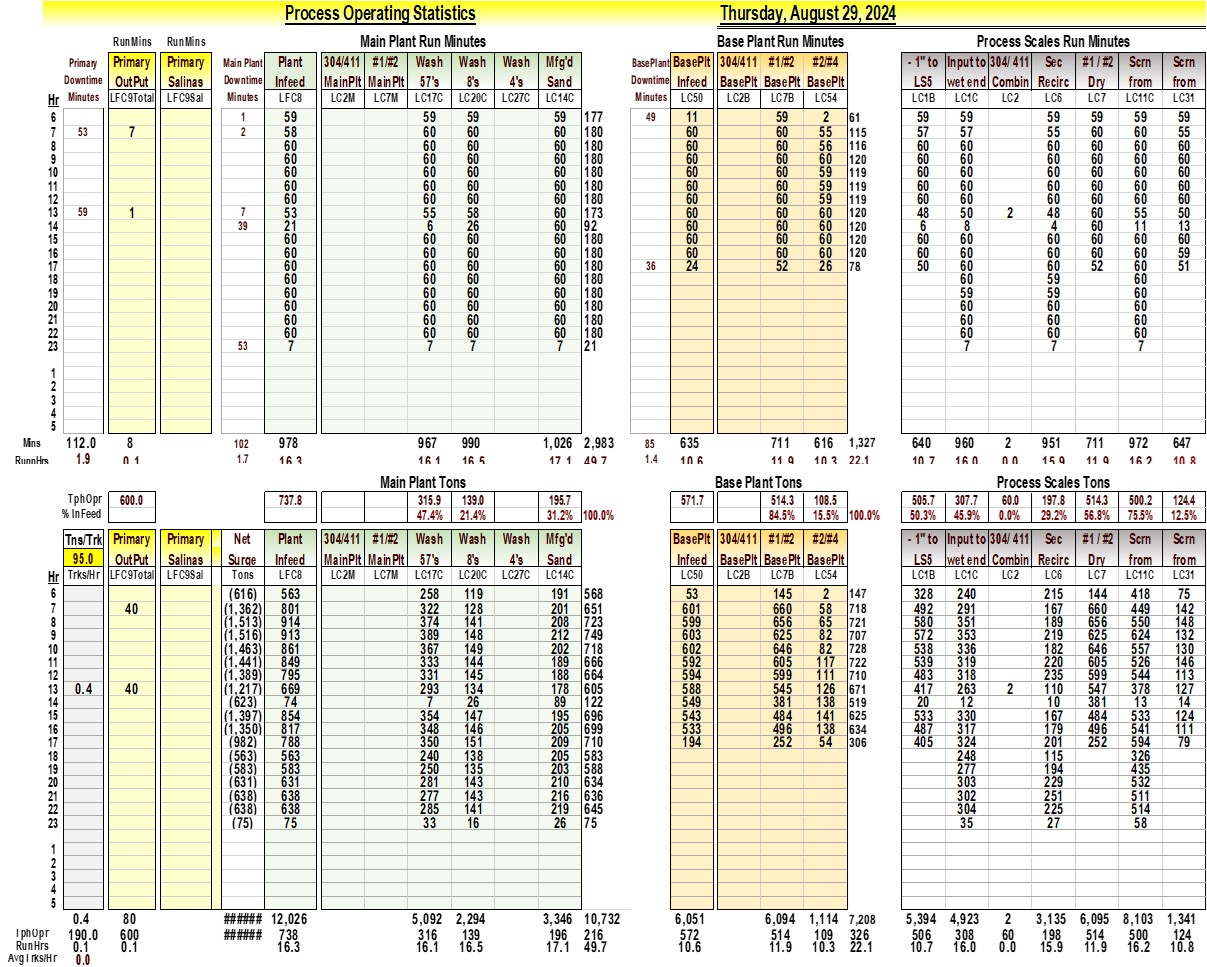 Process Operating Statistics Thursday, August 29, 2024
RunMins RunMins Main Plant Run Minutes Base Plant Run Minutes Process Scales Run Minutes
Primary Primary Primary Main Plant Plant 304/411 #1/#2 Wash Wash Wash Mfg'd BasePlant BasePlt 304/411 #1/#2 #2/#4 - 1" to Input to 304/ 411 Sec #1 / #2 Scrn Scrn
Downtime OutPut Salinas Downtime Infeed MainPlt MainPlt 57's 8's 4's Sand Downtime Infeed BasePlt BasePlt BasePlt LS5 wet end Combin Recirc Dry from from
Hr Minutes LFC9Total LFC9Sal Minutes LFC8 LC2M LC7M LC17C LC20C LC27C LC14C Minutes LC50 LC2B LC7B LC54 LC1B LC1C LC2 LC6 LC7 LC11C LC31
6 1 59 59 59 59 177 49 11 59 2 61 59 59 59 59 59 59
7 53 7 2 58 60 60 60 180 60 60 55 115 57 57 55 60 60 55
8 60 60 60 60 180 60 60 56 116 60 60 60 60 60 60
9 60 60 60 60 180 60 60 60 120 60 60 60 60 60 60
10 60 60 60 60 180 60 60 59 119 60 60 60 60 60 60
11 60 60 60 60 180 60 60 59 119 60 60 60 60 60 60
12 60 60 60 60 180 60 60 59 119 60 60 60 60 60 60
13 59 1 7 53 55 58 60 173 60 60 60 120 48 50 2 48 60 55 50
14 39 21 6 26 60 92 60 60 60 120 6 8 4 60 11 13
15 60 60 60 60 180 60 60 60 120 60 60 60 60 60 60
16 60 60 60 60 180 60 60 60 120 60 60 60 60 60 59
17 60 60 60 60 180 36 24 52 26 78 50 60 60 52 60 51
18 60 60 60 60 180 60 59 60
19 60 60 60 60 180 59 59 60
20 60 60 60 60 180 60 60 60
21 60 60 60 60 180 60 60 60
22 60 60 60 60 180 60 60 60
23 53 7 7 7 7 21 7 7 7
1
2
3
4
5
Mins 112.0 8 102 978 967 990 1,026 2,983 85 635 711 616 1,327 640 960 2 951 711 972 647
RunnHrs 1.9 0.1 1.7 16.3 16.1 16.5 17.1 49.7 1.4 10.6 11.9 10.3 22.1 10.7 16.0 0.0 15.9 11.9 16.2 10.8
Main Plant Tons Base Plant Tons Process Scales Tons
TphOpr 600.0 737.8 315.9 139.0 195.7 571.7 514.3 108.5 505.7 307.7 60.0 197.8 514.3 500.2 124.4
% InFeed 47.4% 21.4% 31.2% 100.0% 84.5% 15.5% 100.0% 50.3% 45.9% 0.0% 29.2% 56.8% 75.5% 12.5%
Tns/Trk Primary Primary Net Plant 304/411 #1/#2 Wash Wash Wash Mfg'd BasePlt 304/411 #1/#2 #2/#4 - 1" to Input to 304/ 411 Sec #1 / #2 Scrn Scrn
95.0 OutPut Salinas Surge Infeed MainPlt MainPlt 57's 8's 4's Sand Infeed BasePlt BasePlt BasePlt LS5 wet end Combin Recirc Dry from from
Hr Trks/Hr LFC9Total LFC9Sal Tons LFC8 LC2M LC7M LC17C LC20C LC27C LC14C LC50 LC2B LC7B LC54 LC1B LC1C LC2 LC6 LC7 LC11C LC31
6 (616) 563 258 119 191 568 53 145 2 147 328 240 215 144 418 75
7 40 (1,362) 801 322 128 201 651 601 660 58 718 492 291 167 660 449 142
8 (1,513) 914 374 141 208 723 599 656 65 721 580 351 189 656 550 148
9 (1,516) 913 389 148 212 749 603 625 82 707 572 353 219 625 624 132
10 (1,463) 861 367 149 202 718 602 646 82 728 538 336 182 646 557 130
11 (1,441) 849 333 144 189 666 592 605 117 722 539 319 220 605 526 146
12 (1,389) 795 331 145 188 664 594 599 111 710 483 318 235 599 544 113
13 0.4 40 (1,217) 669 293 134 178 605 588 545 126 671 417 263 2 110 547 378 127
14 (623) 74 7 26 89 122 549 381 138 519 20 12 10 381 13 14
15 (1,397) 854 354 147 195 696 543 484 141 625 533 330 167 484 533 124
16 (1,350) 817 348 146 205 699 533 496 138 634 487 317 179 496 541 111
17 (982) 788 350 151 209 710 194 252 54 306 405 324 201 252 594 79
18 (563) 563 240 138 205 583 248 115 326
19 (583) 583 250 135 203 588 277 194 435
20 (631) 631 281 143 210 634 303 229 532
21 (638) 638 277 143 216 636 302 251 511
22 (638) 638 285 141 219 645 304 225 514
23 (75) 75 33 16 26 75 35 27 58
1
2
3
4
5
0.4 80 ###### 12,026 5,092 2,294 3,346 10,732 6,051 6,094 1,114 7,208 5,394 4,923 2 3,135 6,095 8,103 1,341
TphOpr 190.0 600 ###### 738 316 139 196 216 572 514 109 326 506 308 60 198 514 500 124
RunHrs 0.1 0.1 16.3 16.1 16.5 17.1 49.7 10.6 11.9 10.3 22.1 10.7 16.0 0.0 15.9 11.9 16.2 10.8
AvgTrks/Hr 0.0